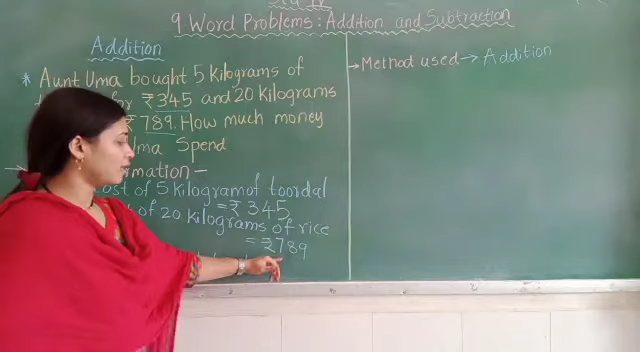 Std IV
9 Word Problems: Addition and Subtraction
Addition
* Aunt Uma bought 5 kilograms of
for ₹345 and 20 kilograms
₹789. How much money
Uma Spend
→ -
Cost of 5 kilogram of toordal
= ₹345
of 20 kilograms of rice
= ₹789
→ Method used → Addition